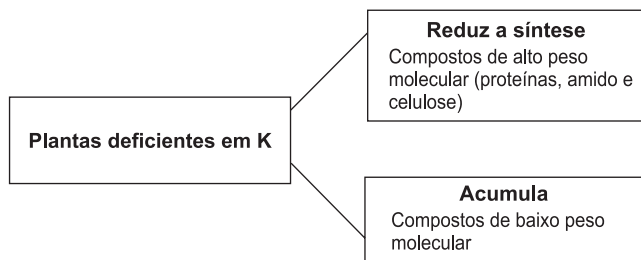 Plantas deficientes em K
Reduz a síntese
Compostos de alto peso
molecular (proteínas, amido e
celulose)
Acumula
Compostos de baixo peso
molecular